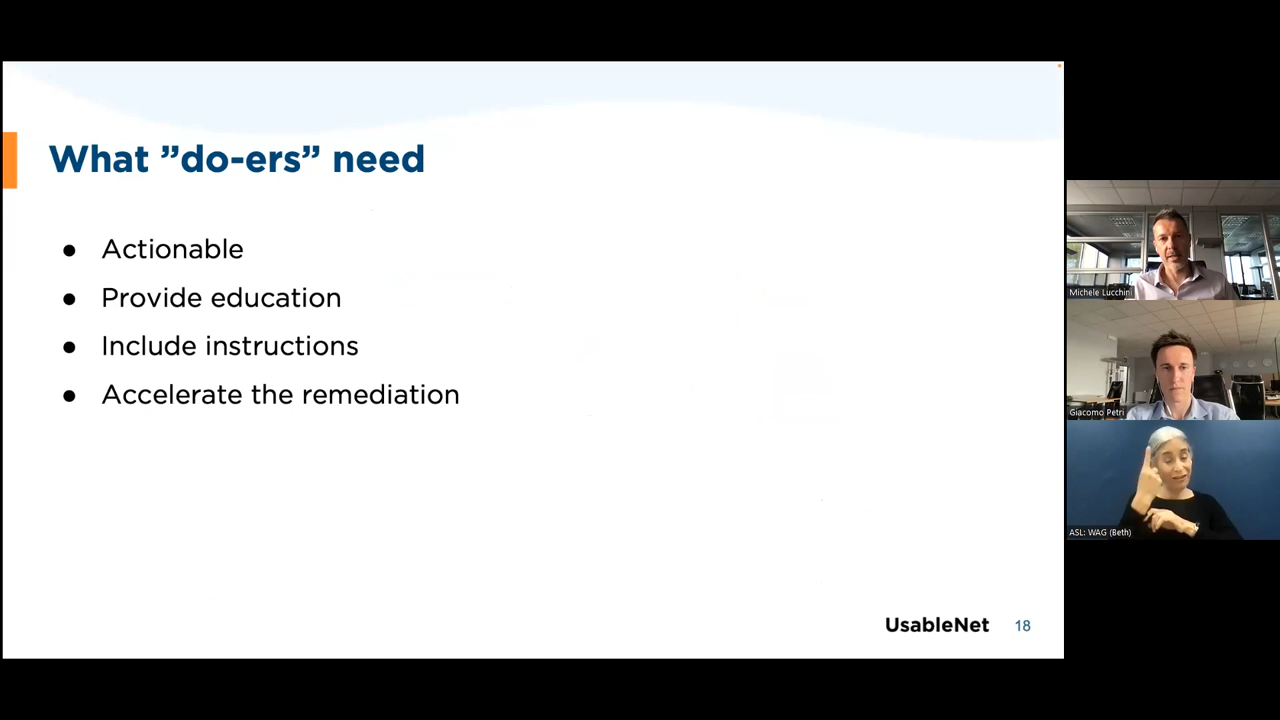 What ”do-ers” need
● Actionable
● Provide education
● Include instructions
● Accelerate the remediation
UsableNet 18
Michele Lucchini
Giacomo Petri
ASL: WAG (Beth)